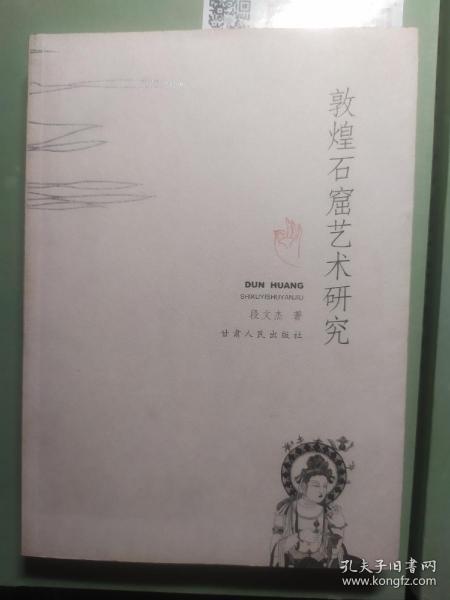 敦煌石窟艺术研究
DUN HUANG
SHIKUYISHUYANJIU
段文杰 著
甘肃人民出版社
孔夫子旧书网
www.kongfz.com